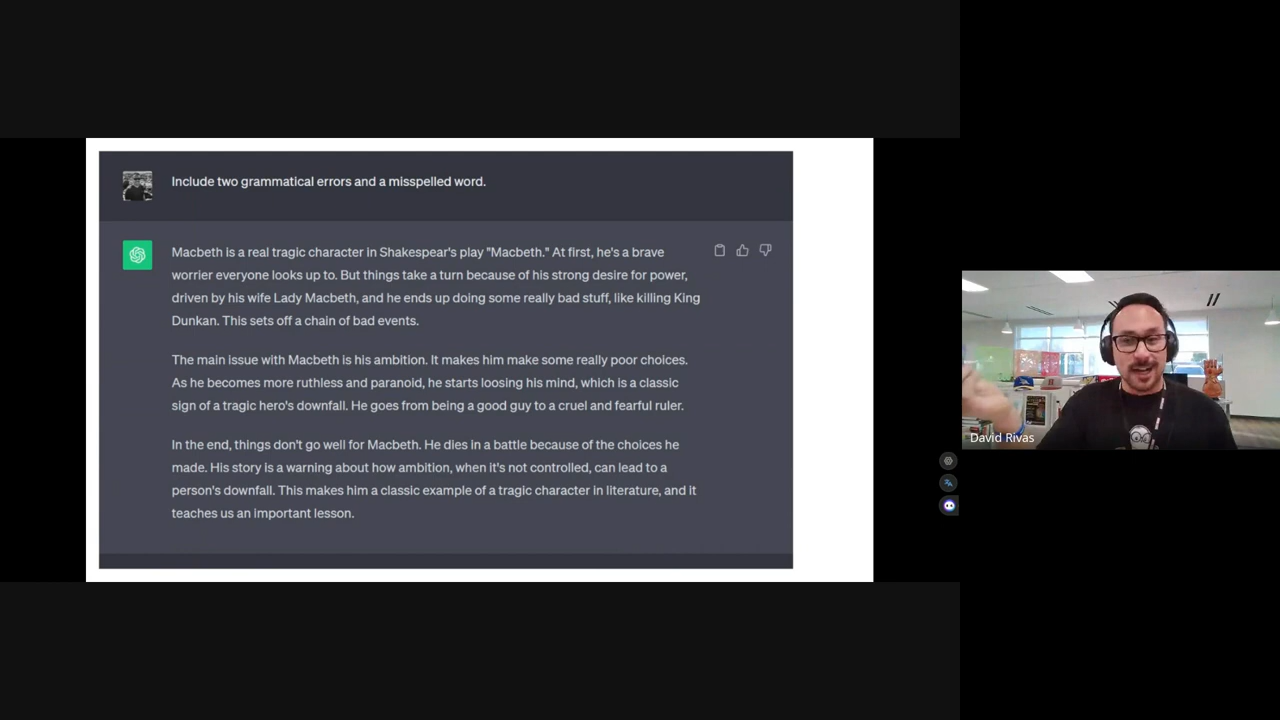 Include two grammatical errors and a misspelled word.
Macbeth is a real tragic character in Shakespear's play "Macbeth." At first, he's a brave
worrier everyone looks up to. But things take a turn because of his strong desire for power,
driven by his wife Lady Macbeth, and he ends up doing some really bad stuff, like killing King
Dunkan. This sets off a chain of bad events.
The main issue with Macbeth is his ambition. It makes him make some really poor choices.
As he becomes more ruthless and paranoid, he starts loosing his mind, which is a classic
sign of a tragic hero's downfall. He goes from being a good guy to a cruel and fearful ruler.
In the end, things don't go well for Macbeth. He dies in a battle because of the choices he
made. His story is a warning about how ambition, when it's not controlled, can lead to a
person's downfall. This makes him a classic example of a tragic character in literature, and it
teaches us an important lesson.
David Rivas